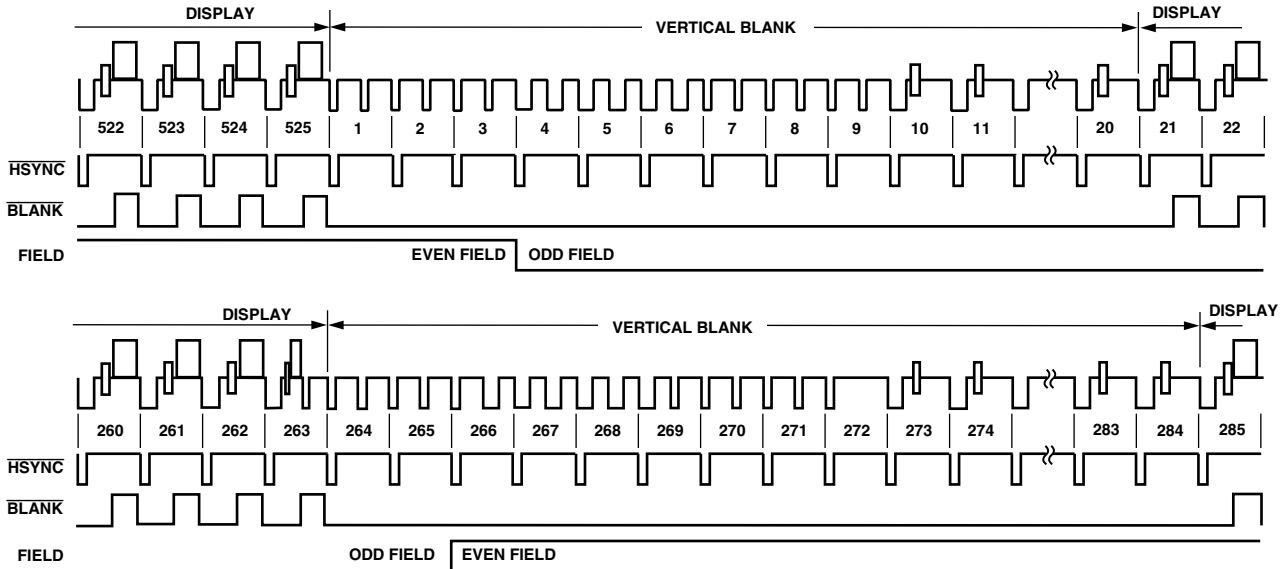 DISPLAY VERTICAL BLANK DISPLAY
522 523 524 525 1 2 3 4 5 6 7 8 9 10 11 20 21 22
HSYNC
BLANK
FIELD EVEN FIELD ODD FIELD
DISPLAY VERTICAL BLANK DISPLAY
260 261 262 263 264 265 266 267 268 269 270 271 272 273 274 283 284 285
HSYNC
BLANK
FIELD ODD FIELD EVEN FIELD